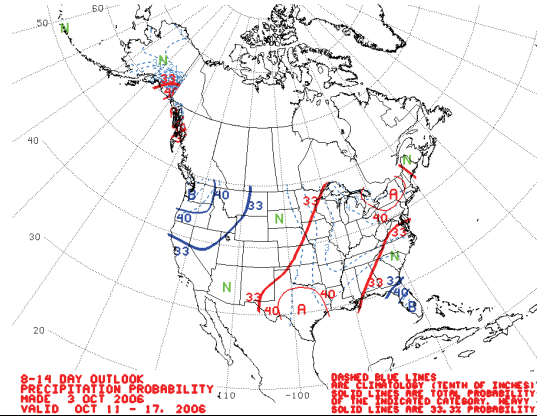 60
50
40
30
20
-110
-100
N
N
33
N
A
B
40
33
33
40
33
N
40
A
33
N
33
33
40
B
N
33
40
A
40
8-14 DAY OUTLOOK
PRECIPITATION PROBABILITY
MADE 3 OCT 2006
VALID OCT 11 - 17, 2006
DASHED BLUE LINES
ARE CLIMATOLOGY (TENTH OF INCHES)
SOLID LINES ARE TOTAL PROBABILITY
OF THE INDICATED CATEGORY. HEAVY
SOLID LINES ARE 33.3% PROBABILITY